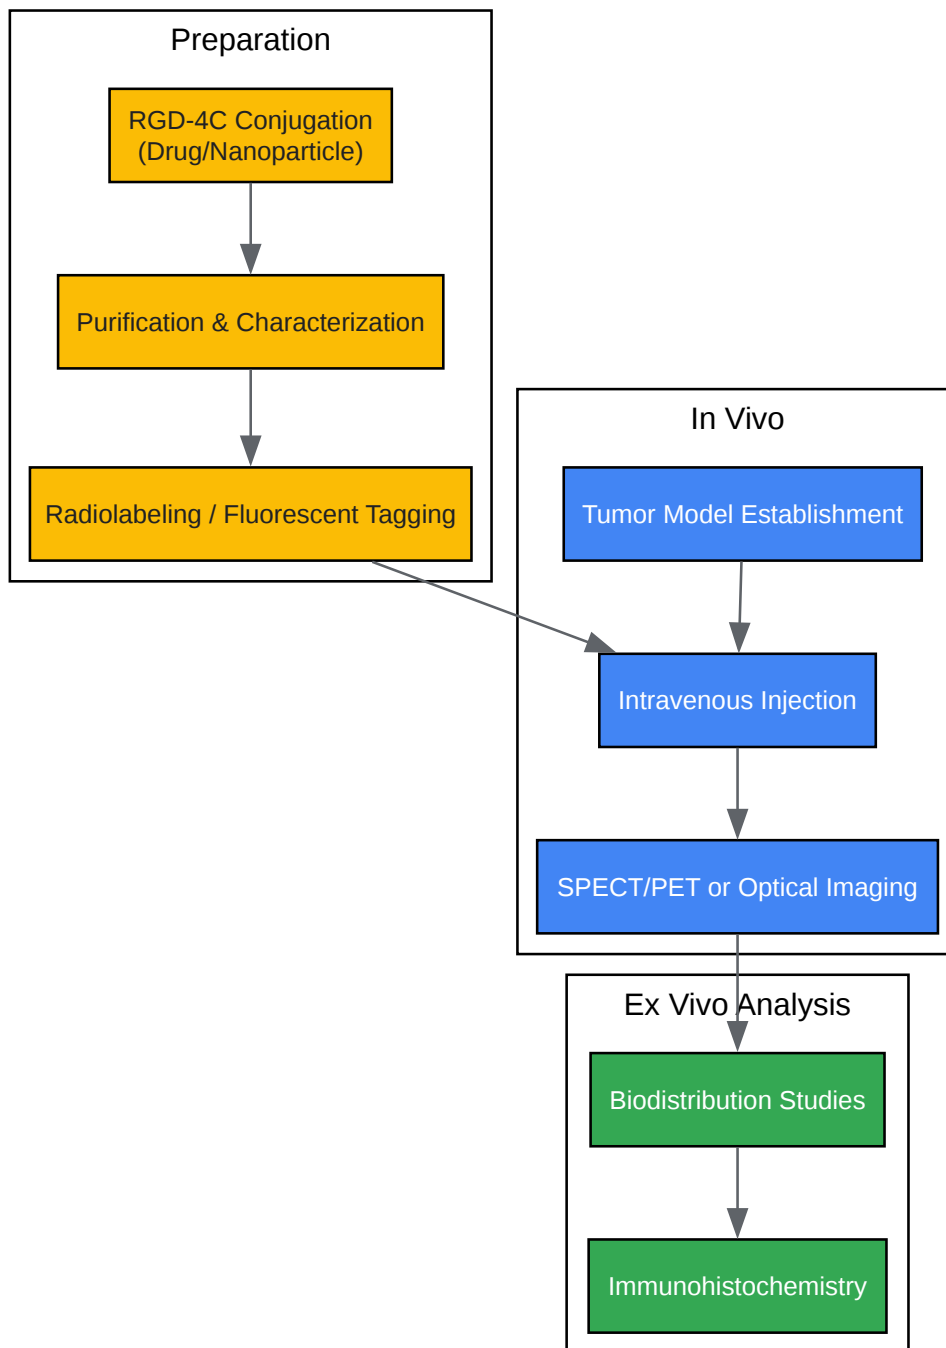 Preparation
RGD-4C Conjugation
(Drug/Nanoparticle)
Purification & Characterization
Radiolabeling / Fluorescent Tagging
In Vivo
Tumor Model Establishment
Intravenous Injection
SPECT/PET or Optical Imaging
Ex Vivo Analysis
Biodistribution Studies
Immunohistochemistry